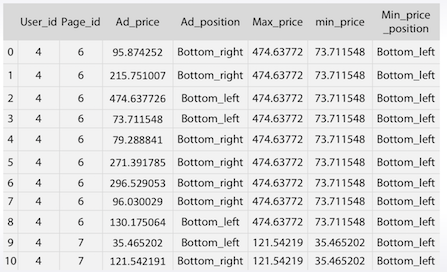 User_id Page_id Ad_price Ad_position Max_price min_price Min_price
_position
0 4 6 95.874252 Bottom_right 474.63772 73.711548 Bottom_left
1 4 6 215.751007 Bottom_right 474.63772 73.711548 Bottom_left
2 4 6 474.637726 Bottom_left 474.63772 73.711548 Bottom_left
3 4 6 73.711548 Bottom_left 474.63772 73.711548 Bottom_left
4 4 6 79.288841 Bottom_right 474.63772 73.711548 Bottom_left
5 4 6 271.391785 Bottom_right 474.63772 73.711548 Bottom_left
6 4 6 296.529053 Bottom_right 474.63772 73.711548 Bottom_left
7 4 6 96.030029 Bottom_right 474.63772 73.711548 Bottom_left
8 4 6 130.175064 Bottom_left 474.63772 73.711548 Bottom_left
9 4 7 35.465202 Bottom_left 121.54219 35.465202 Bottom_left
10 4 7 121.542191 Bottom_right 121.54219 35.465202 Bottom_left